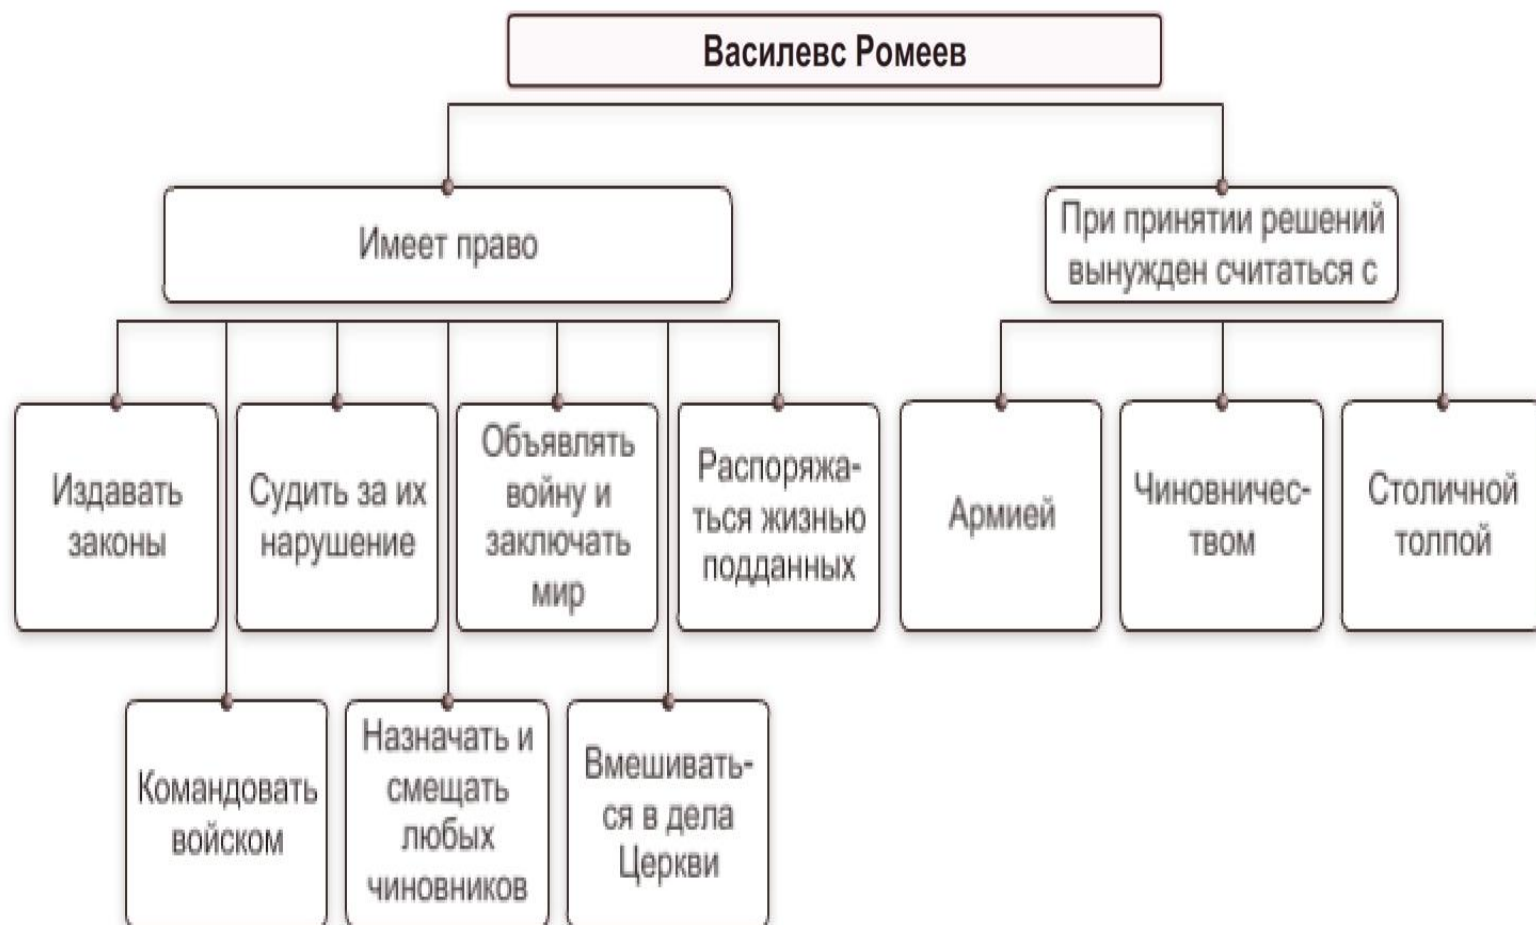 Василевс Ромеев
Имеет право
При принятии решений
вынужден считаться с
Издавать
законы
Судить за их
нарушение
Объявлять
войну и
заключать
мир
Распоряжа-
ться жизнью
подданных
Армией
Чиновничес-
твом
Столичной
толпой
Командовать
войском
Назначать и
смещать
любых
чиновников
Вмешивать-
ся в дела
Церкви